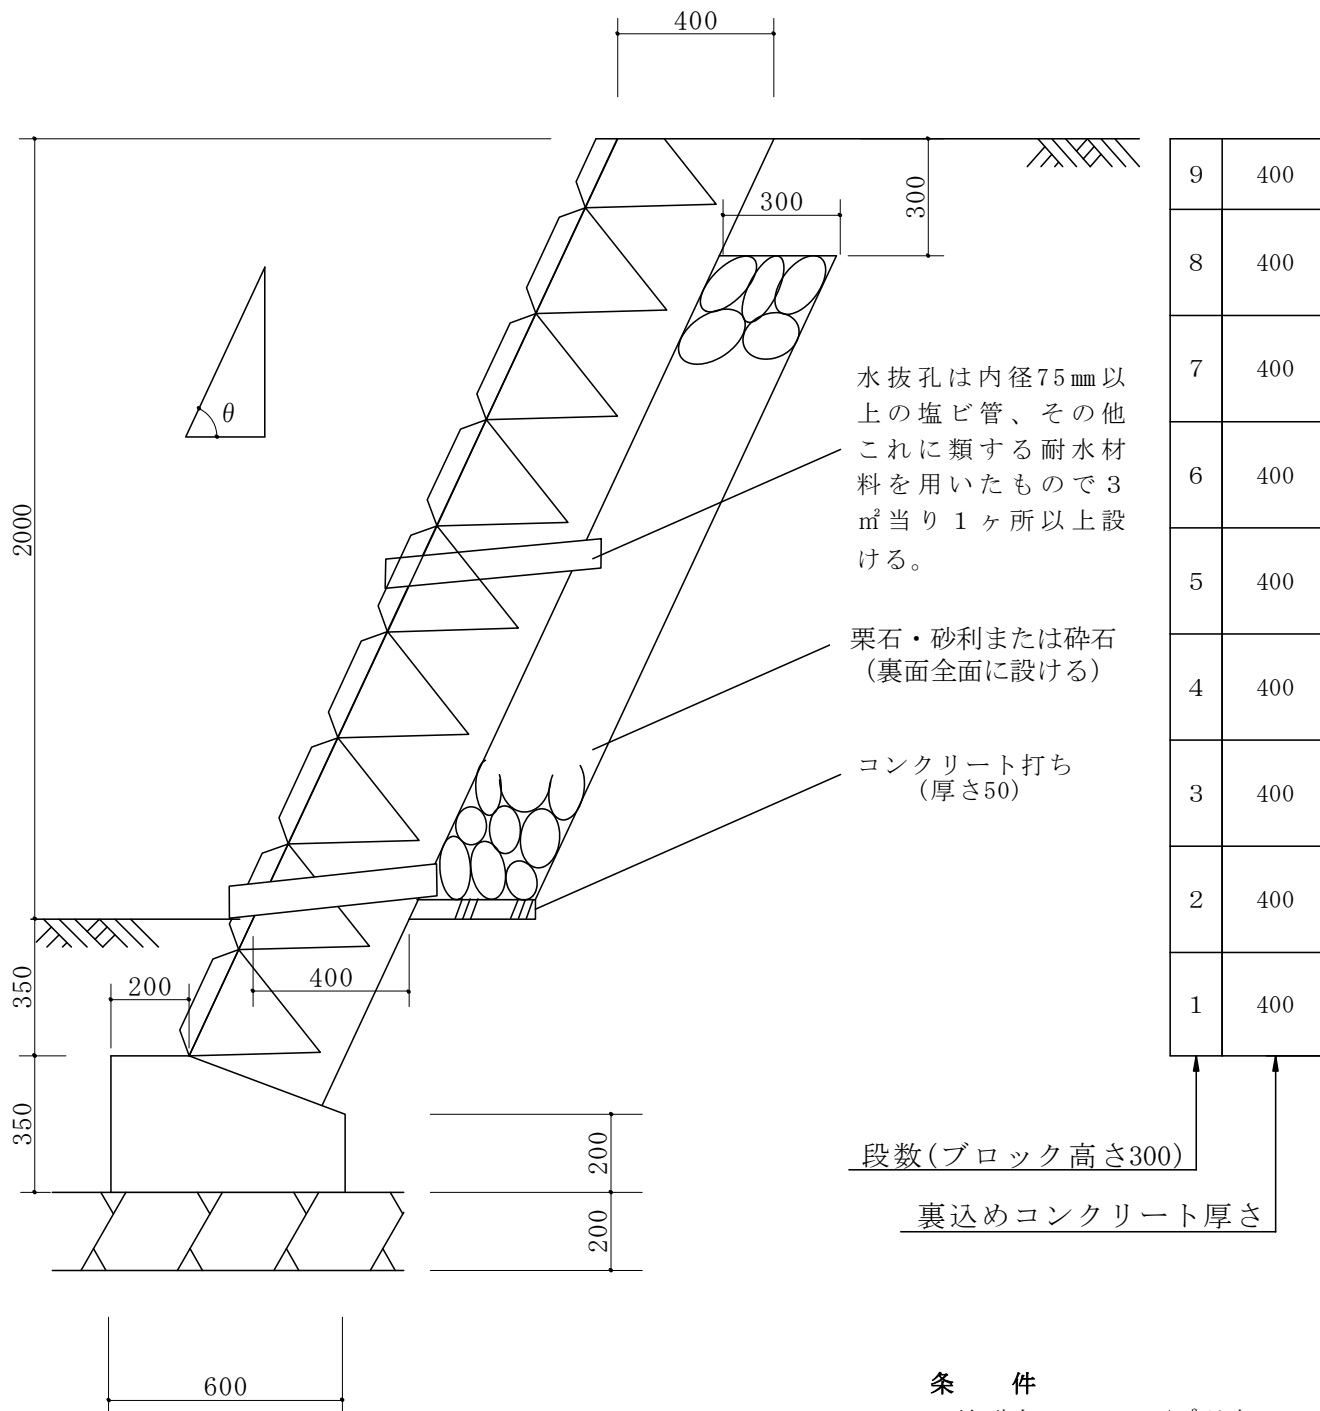 400
300
300
θ
2000
水抜孔は内径75㎜以
上の塩ビ管、その他
これに類する耐水材
料を用いたもので３
㎡当り１ヶ所以上設
ける。
栗石・砂利または砕石
（裏面全面に設ける）
コンクリート打ち
（厚さ50）
9 400
8 400
7 400
6 400
5 400
4 400
3 400
2 400
1 400
350
200
400
350
200
200
段数(ブロック高さ300)
裏込めコンクリート厚さ
600
条　件